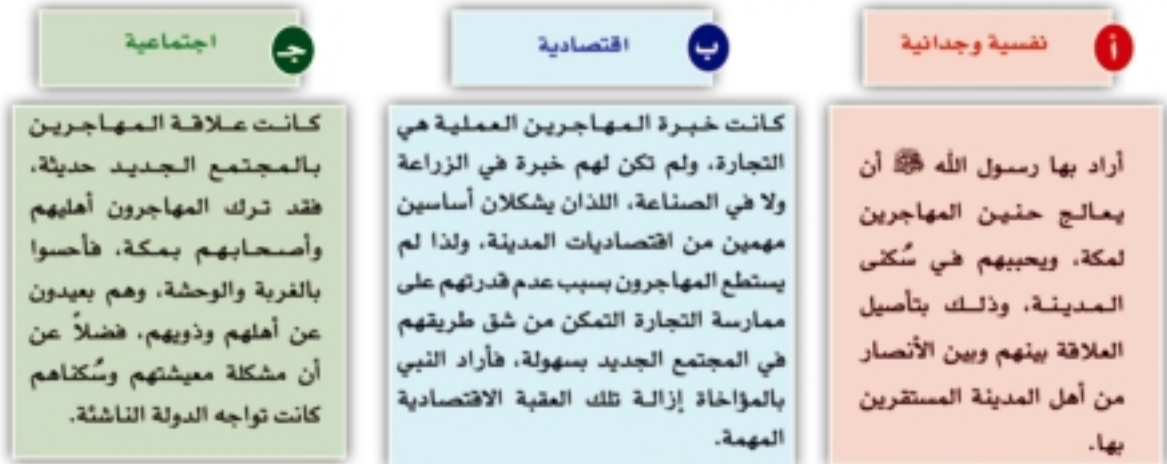 أ
نفسية وجدانية
أراد بها رسول الله ﷺ أن
يعالج حنين المهاجرين
لمكة، ويحببهم في سُكنى
المدينة، وذلك بتأصيل
العلاقة بينهم وبين الأنصار
من أهل المدينة المستقرين
بها.
ب
اقتصادية
كانت خبرة المهاجرين العملية هي
التجارة، ولم تكن لهم خبرة في الزراعة
ولا في الصناعة، اللذان يشكلان أساسين
مهمين من اقتصاديات المدينة، ولذا لم
يستطع المهاجرون بسبب عدم قدرتهم على
ممارسة التجارة التمكن من شق طريقهم
في المجتمع الجديد بسهولة، فأراد النبي
بالمؤاخاة إزالة تلك العقبة الاقتصادية
المهمة.
جـ
اجتماعية
كانت علاقة المهاجرين
بالمجتمع الجديد حديثة،
فقد ترك المهاجرون أهليهم
وأصحابهم بمكة، فأحسوا
بالغربة والوحشة، وهم بعيدون
عن أهلهم وذويهم، فضلاً عن
أن مشكلة معيشتهم وسُكناهم
كانت تواجه الدولة الناشئة.